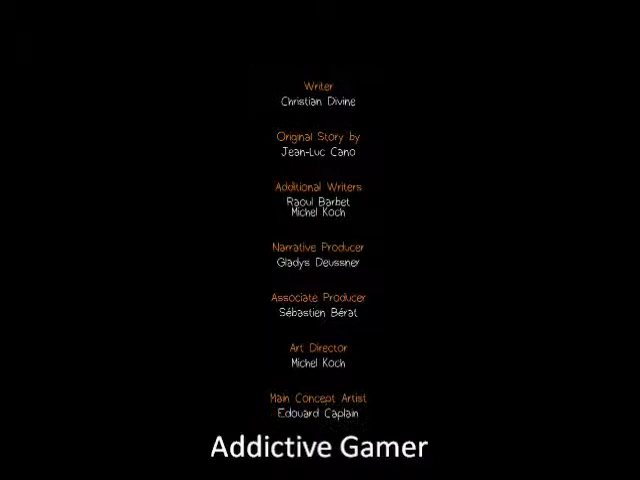 Writer
Christian Divine
Original Story by
Jean-Luc Cano
Additional Writers
Raoul Barbet
Michel Koch
Narrative Producer
Gladys Deussner
Associate Producer
Sébastien Bérat
Art Director
Michel Koch
Main Concept Artist
Edouard Caplain
Addictive Gamer